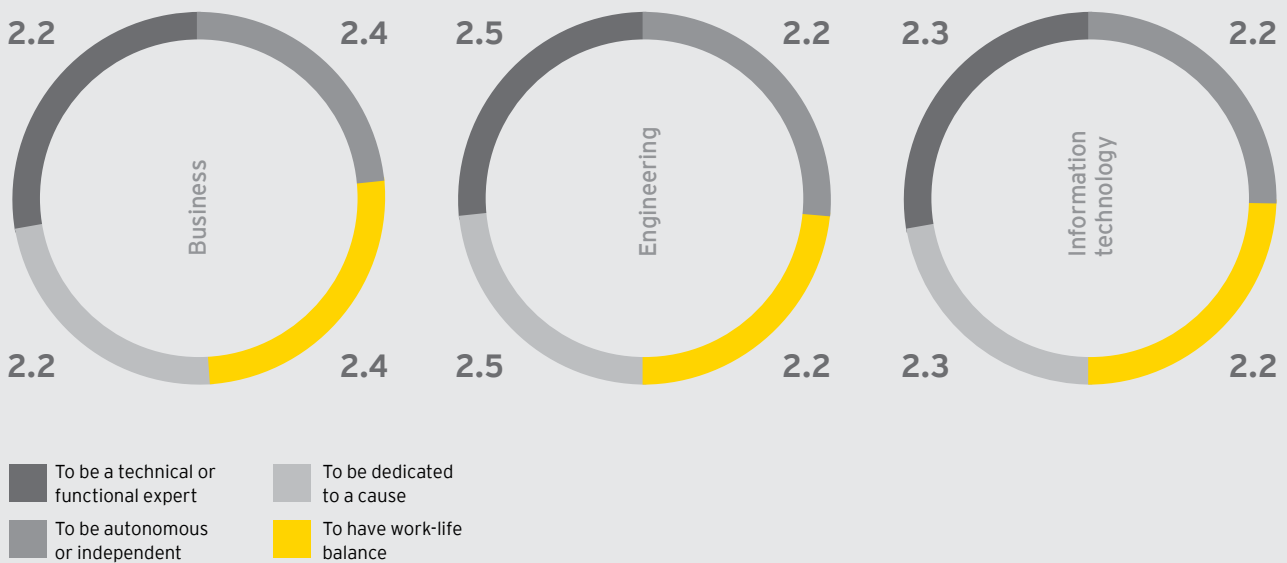 2.2
2.4
Business
2.2
2.4
2.5
2.2
Engineering
2.5
2.2
2.3
2.2
Information
technology
2.3
2.2
To be a technical or
functional expert
To be autonomous
or independent
To be dedicated
to a cause
To have work-life
balance